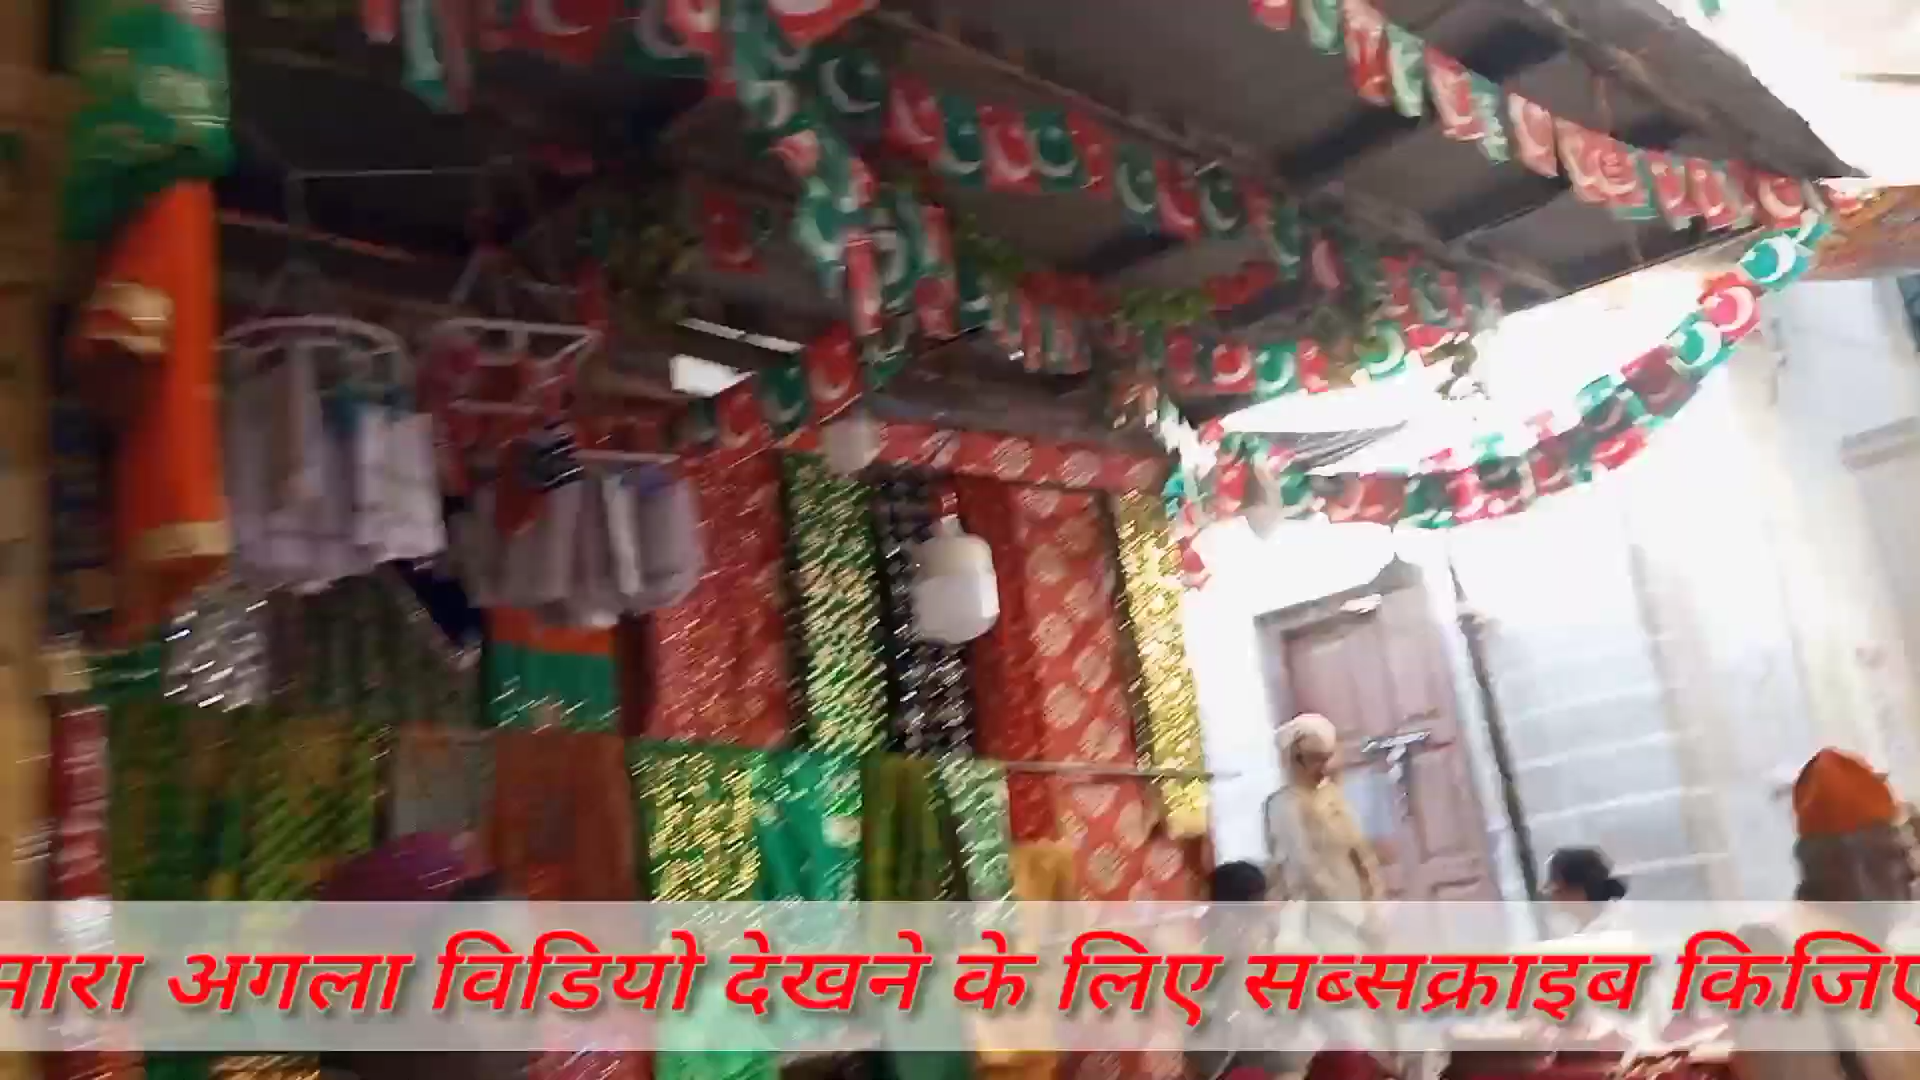 मारा अगला विडियो देखने के लिए सब्सक्राइब किजिए